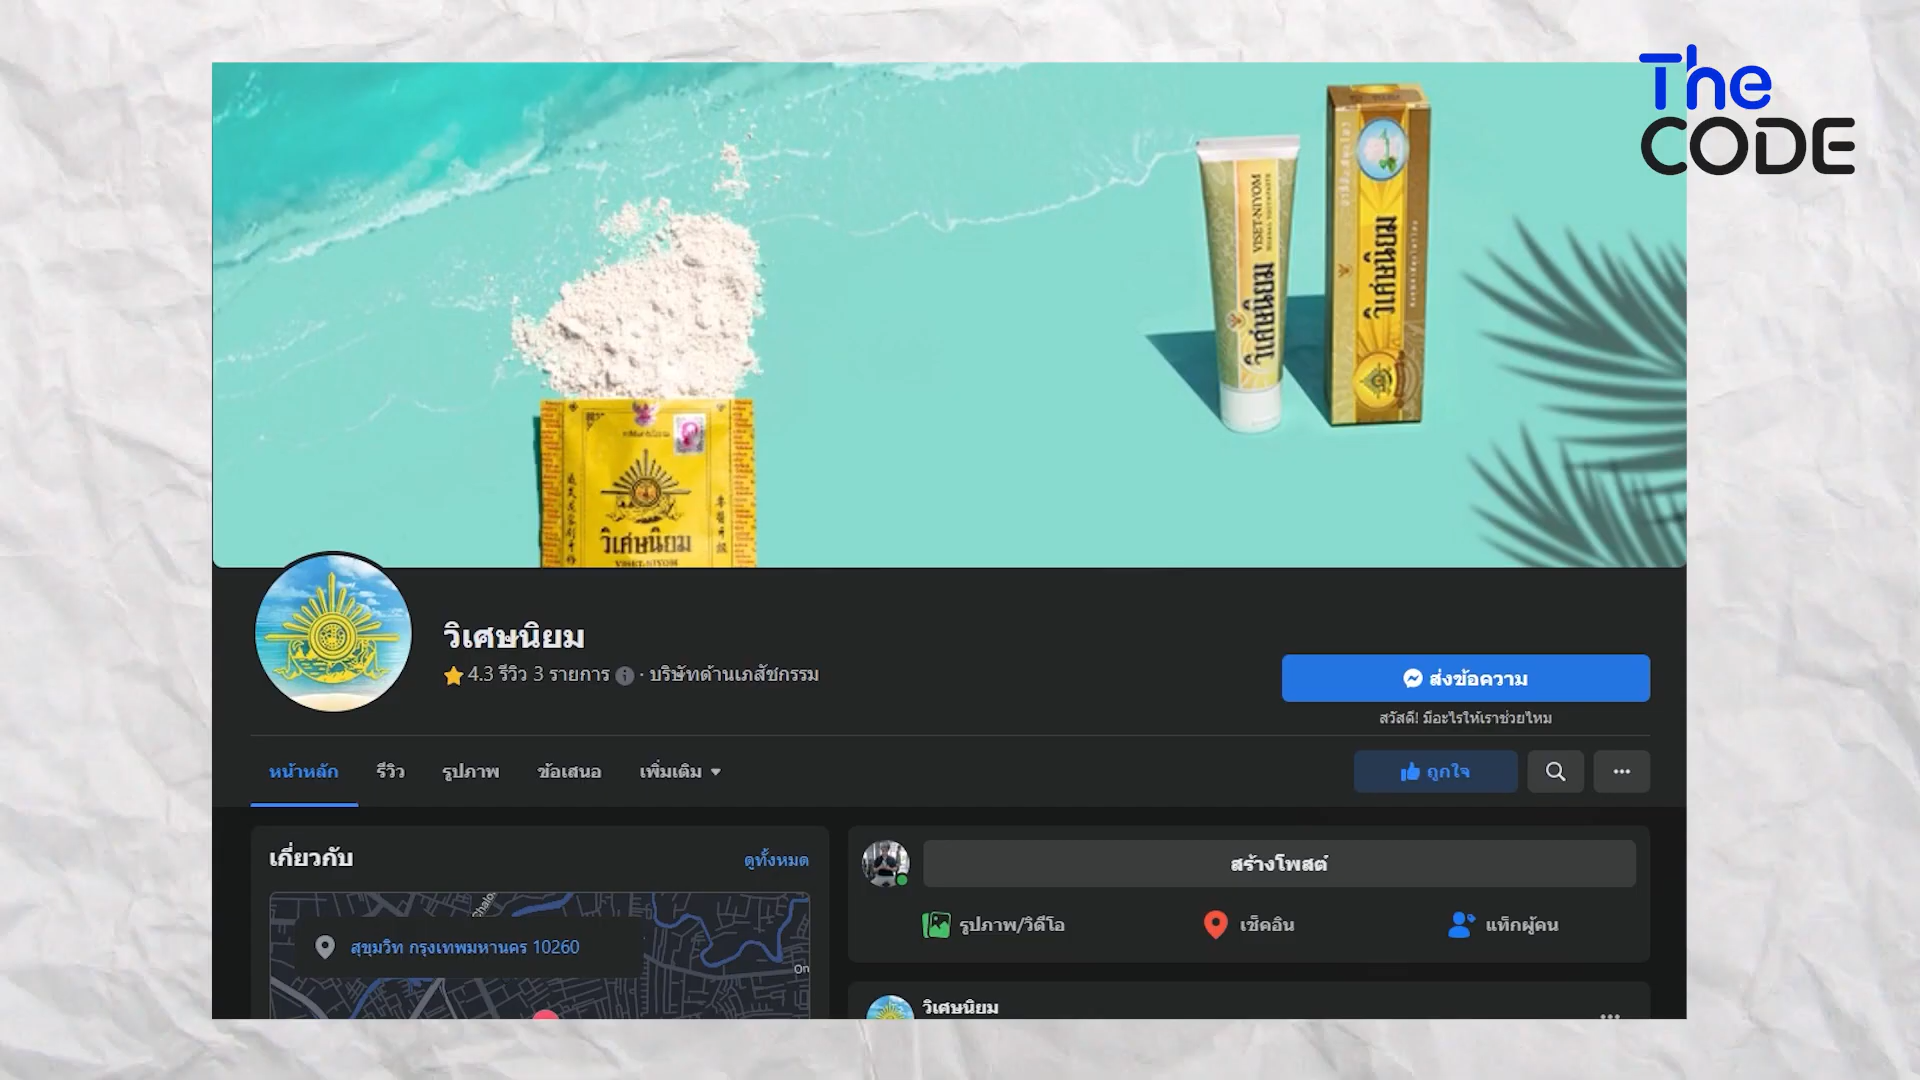 The
CODE
วิเศษนิยม
VISET-NIYOM
HERBAL TOOTHPASTE
วิเศษนิยม
วิเศษนิยม
VISET-NIYOM
วิเศษนิยม
4.3 รีวิว 3 รายการ · บริษัทด้านเภสัชกรรม
ส่งข้อความ
สวัสดี! มีอะไรให้เราช่วยไหม
หน้าหลัก รีวิว รูปภาพ ข้อเสนอ เพิ่มเติม
ถูกใจ
เกี่ยวกับ ดูทั้งหมด
สุขุมวิท กรุงเทพมหานคร 10260
On
สร้างโพสต์
รูปภาพ/วิดีโอ เช็คอิน แท็กผู้คน
วิเศษนิยม